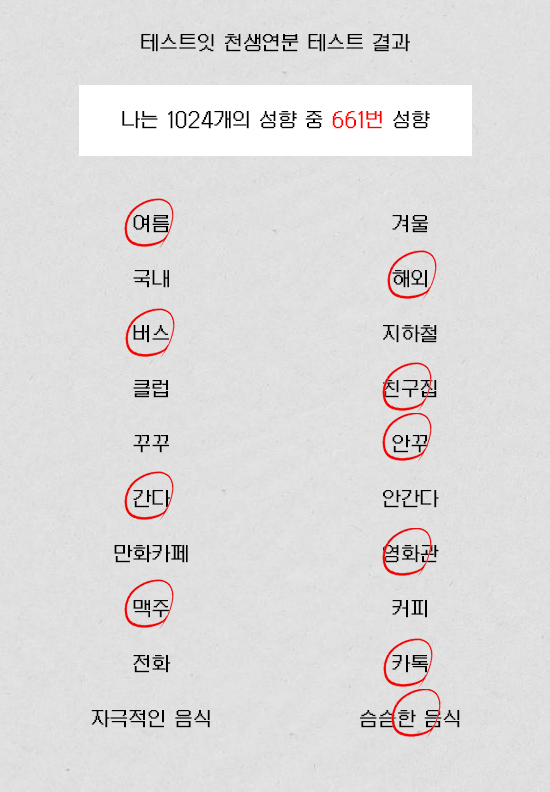 테스트잇 천생연분 테스트 결과
나는 1024개의 성향 중 661번 성향
여름 겨울
국내 해외
버스 지하철
클럽 친구집
꾸꾸 안꾸
간다 안간다
만화카페 영화관
맥주 커피
전화 카톡
자극적인 음식 슴슴한 음식